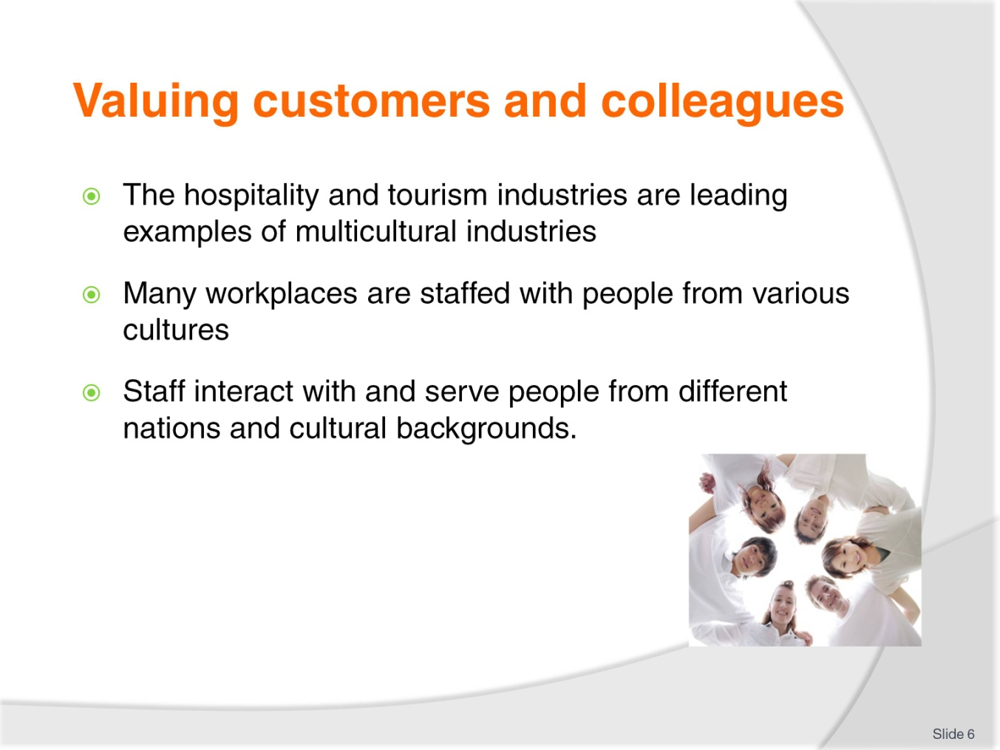 Valuing customers and colleagues
The hospitality and tourism industries are leading
examples of multicultural industries
Many workplaces are staffed with people from various
cultures
Staff interact with and serve people from different
nations and cultural backgrounds.
Slide 6